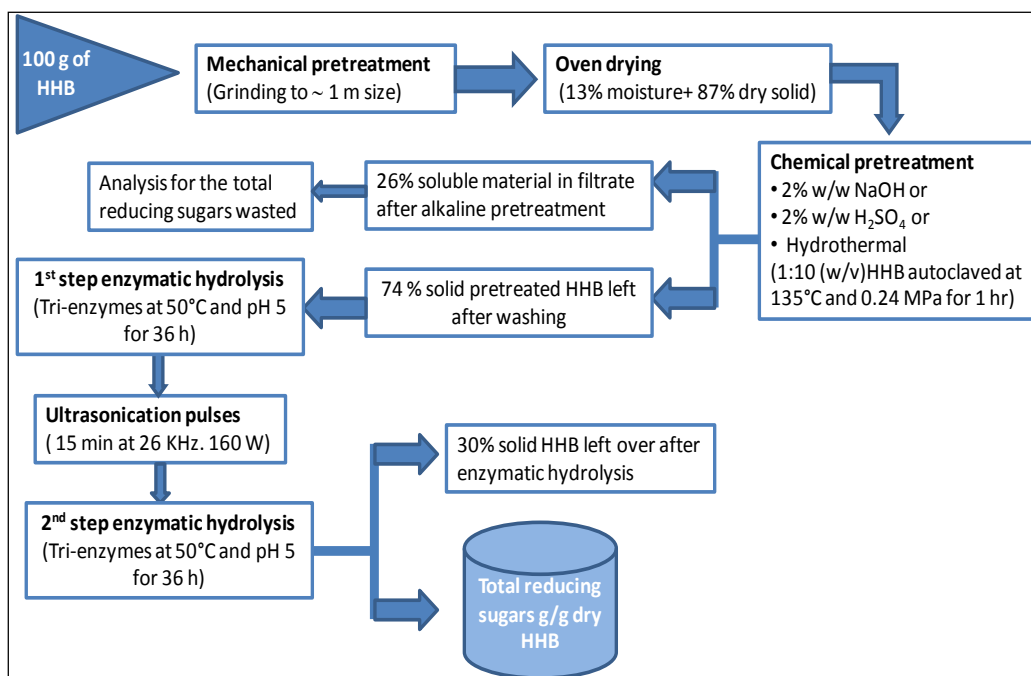 100 g of
HHB
Mechanical pretreatment
(Grinding to ~ 1 m size)
Oven drying
(13% moisture+ 87% dry solid)
Chemical pretreatment
• 2% w/w NaOH or
• 2% w/w H₂SO₄ or
• Hydrothermal
(1:10 (w/v)HHB autoclaved at
135°C and 0.24 MPa for 1 hr)
26% soluble material in filtrate
after alkaline pretreatment
Analysis for the total
reducing sugars wasted
74 % solid pretreated HHB left
after washing
1st step enzymatic hydrolysis
(Tri-enzymes at 50°C and pH 5
for 36 h)
Ultrasonication pulses
( 15 min at 26 KHz. 160 W)
2nd step enzymatic hydrolysis
(Tri-enzymes at 50°C and pH 5
for 36 h)
30% solid HHB left over after
enzymatic hydrolysis
Total reducing
sugars g/g dry
HHB